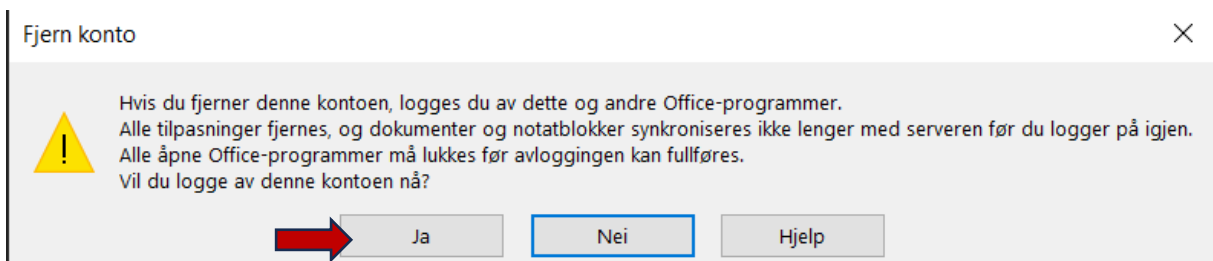 Fjern konto
Hvis du fjerner denne kontoen, logges du av dette og andre Office-programmer.
Alle tilpasninger fjernes, og dokumenter og notatblokker synkroniseres ikke lenger med serveren før du logger på igjen.
Alle åpne Office-programmer må lukkes før avloggingen kan fullføres.
Vil du logge av denne kontoen nå?
Ja Nei Hjelp